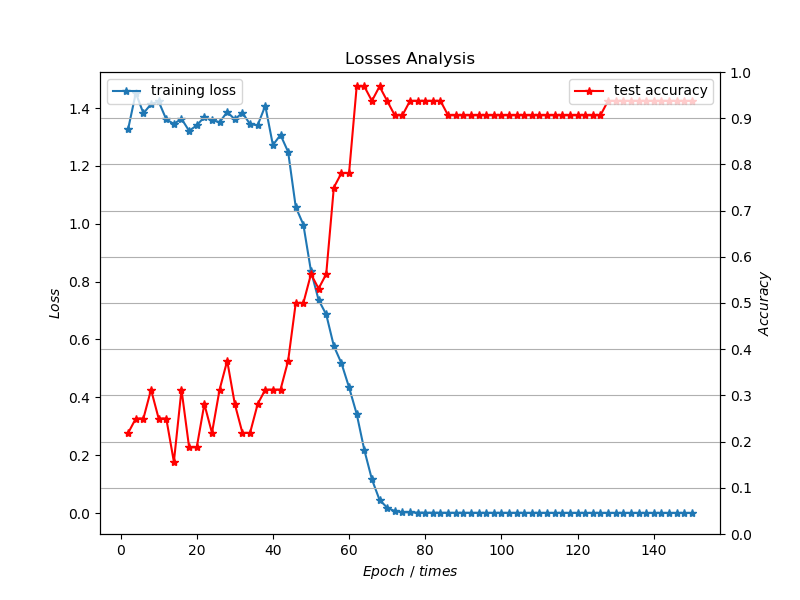 Losses Analysis
training loss
test accuracy
Loss
1.4
1.2
1.0
0.8
0.6
0.4
0.2
0.0
1.0
0.9
0.8
0.7
0.6
0.5
0.4
0.3
0.2
0.1
0.0
Accuracy
0 20 40 60 80 100 120 140
Epoch / times